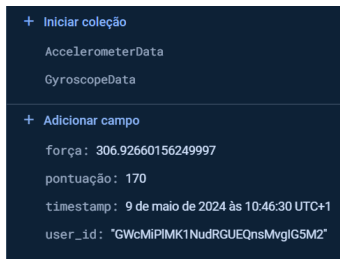 + Iniciar coleção
AccelerometerData
GyroscopeData
+ Adicionar campo
força: 306.92660156249997
pontuação: 170
timestamp: 9 de maio de 2024 às 10:46:30 UTC+1
user_id: "GWcMiPlMK1NudRGUEQnsMvgIG5M2"